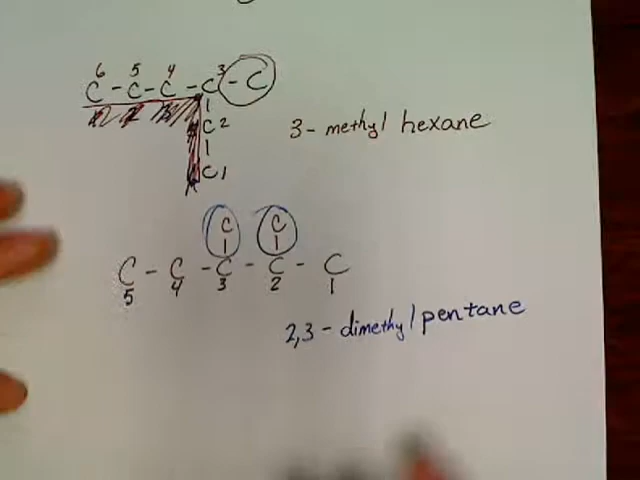 6 5 4 3
C - C - C - C - C
C 2
C 1
3 - methyl hexane
C C
C - C - C - C - C
5 4 3 2 1
2,3 - dimethyl pentane